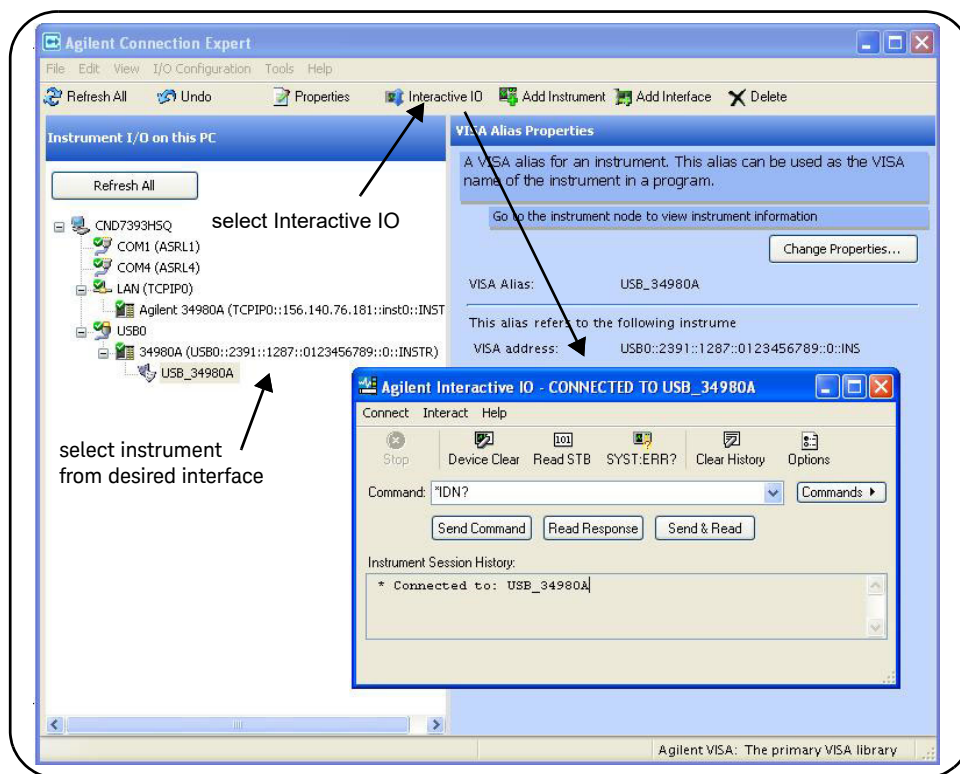 Agilent Connection Expert
File Edit View I/O Configuration Tools Help
Refresh All Undo Properties Interactive IO Add Instrument Add Interface Delete
Instrument I/O on this PC
Refresh All
select Interactive IO
CND7393HSQ
COM1 (ASRL1)
COM4 (ASRL4)
LAN (TCPIP0)
Agilent 34980A (TCPIP0::156.140.76.181::inst0::INST
USB0
34980A (USB0::2391::1287::0123456789::0::INSTR)
USB_34980A
select instrument
from desired interface
VISA Alias Properties
A VISA alias for an instrument. This alias can be used as the VISA
name of the instrument in a program.
Go to the instrument node to view instrument information
Change Properties...
VISA Alias: USB_34980A
This alias refers to the following instrume
VISA address: USB0::2391::1287::0123456789::0::INS
Agilent Interactive IO - CONNECTED TO USB_34980A
Connect Interact Help
101
Stop Device Clear Read STB SYST:ERR? Clear History Options
Command: *IDN? Commands
Send Command Read Response Send & Read
Instrument Session History:
* Connected to: USB_34980A
Agilent VISA: The primary VISA library